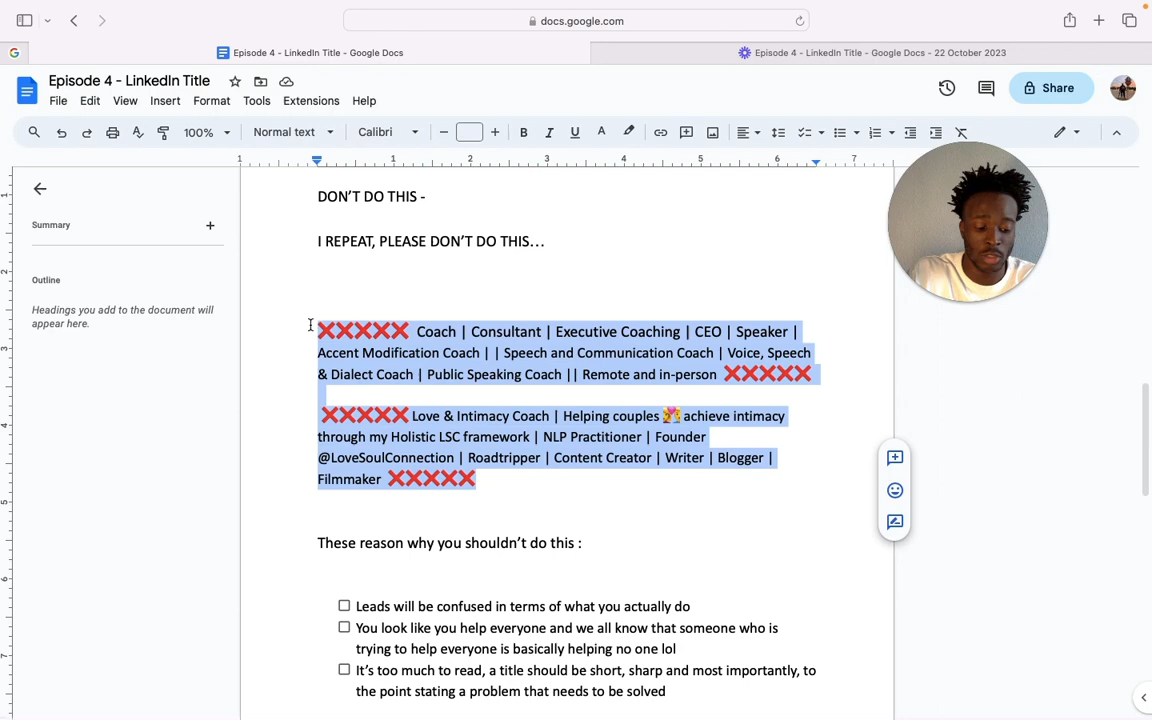 docs.google.com
Episode 4 - LinkedIn Title - Google Docs
Episode 4 - LinkedIn Title - Google Docs - 22 October 2023
Episode 4 - LinkedIn Title
File Edit View Insert Format Tools Extensions Help
Share
100% Normal text Calibri
1 1 2 3 4 5 6 7
Summary
Outline
Headings you add to the document will
appear here.
DON'T DO THIS -
I REPEAT, PLEASE DON'T DO THIS...
❌❌❌❌❌ Coach | Consultant | Executive Coaching | CEO | Speaker |
Accent Modification Coach | | Speech and Communication Coach | Voice, Speech
& Dialect Coach | Public Speaking Coach || Remote and in-person ❌❌❌❌❌
❌❌❌❌❌ Love & Intimacy Coach | Helping couples 💏 achieve intimacy
through my Holistic LSC framework | NLP Practitioner | Founder
@LoveSoulConnection | Roadtripper | Content Creator | Writer | Blogger |
Filmmaker ❌❌❌❌❌
These reason why you shouldn't do this :
Leads will be confused in terms of what you actually do
You look like you help everyone and we all know that someone who is
trying to help everyone is basically helping no one lol
It's too much to read, a title should be short, sharp and most importantly, to
the point stating a problem that needs to be solved